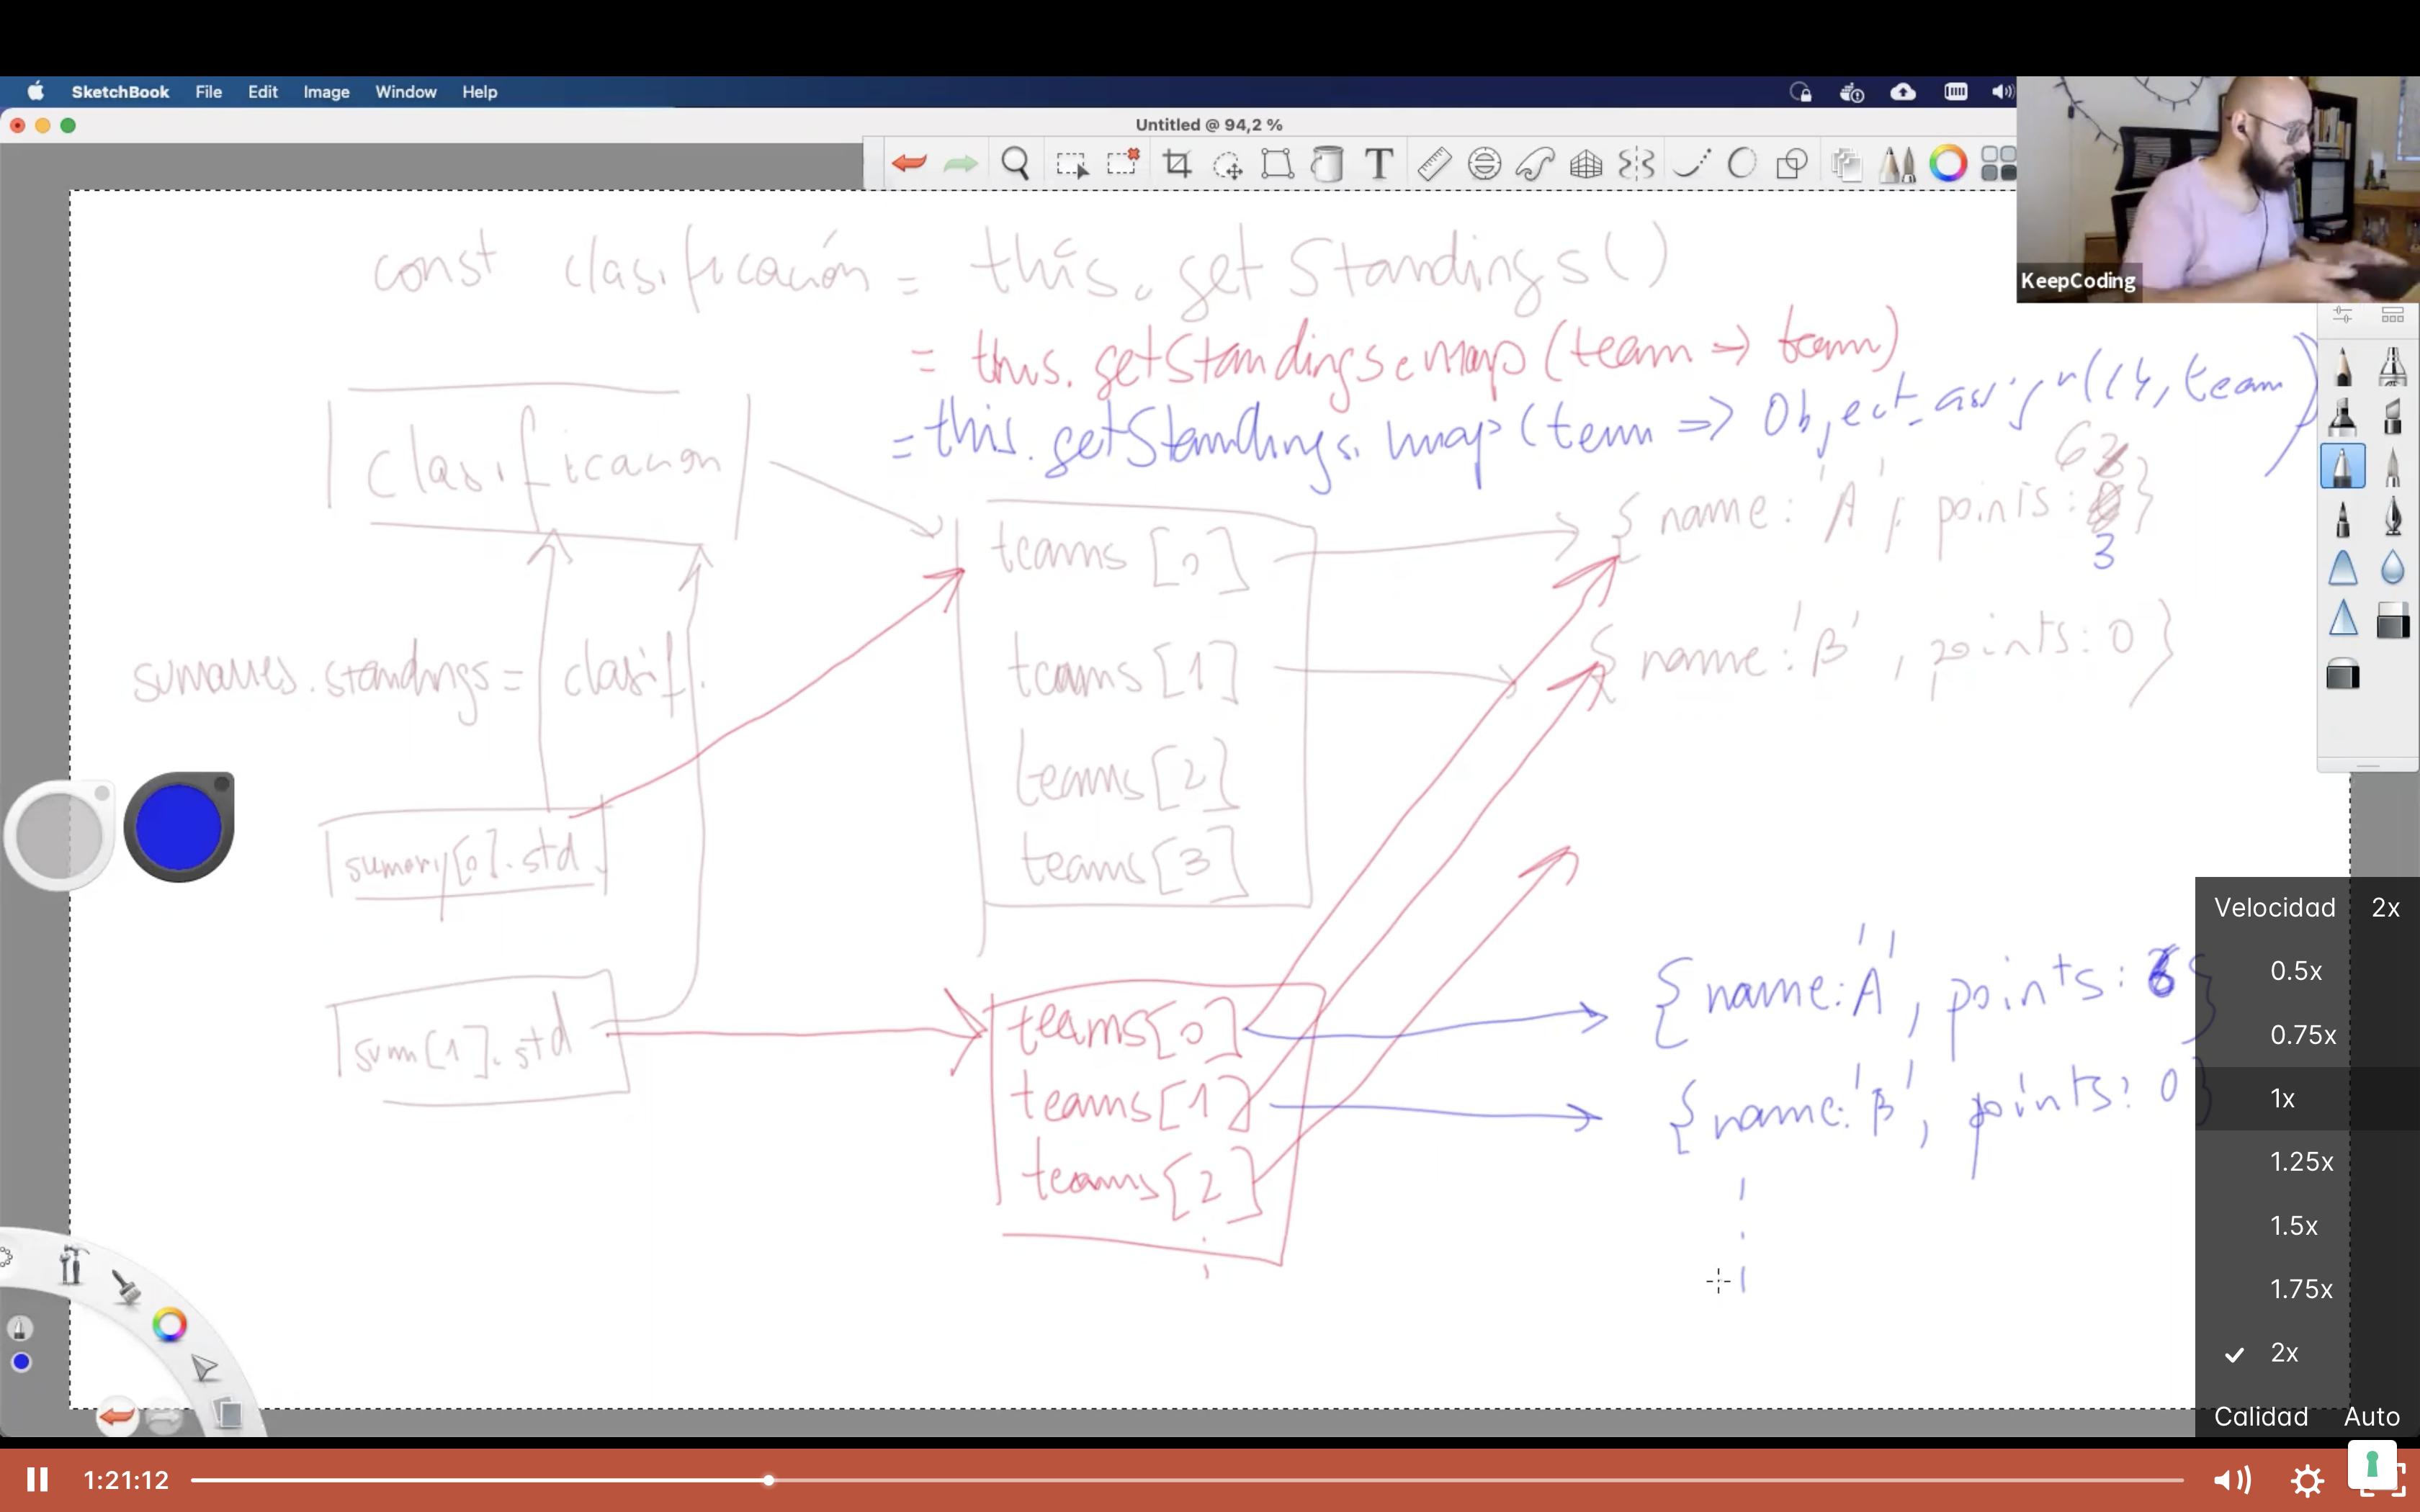 SketchBook File Edit Image Window Help
Untitled @ 94,2 %
KeepCoding
const clasificación = this.getStandings()
= this.getStandings.map(team => team)
= this.getStandings.map(team => Object.assign({}, team))
clasificacion
teams [0]
{ name: 'A', points:
3
teams [1]
{ name: 'B', points: 0}
teams [2]
teams [3]
standings = clasif.
sumary[0].std
sum[1].std
teams[0]
{ name: 'A', points: 6}
teams[1]
{ name: 'B', points: 0}
teams[2]
Velocidad 2x
0.5x
0.75x
1x
1.25x
1.5x
1.75x
2x
Calidad Auto
1:21:12